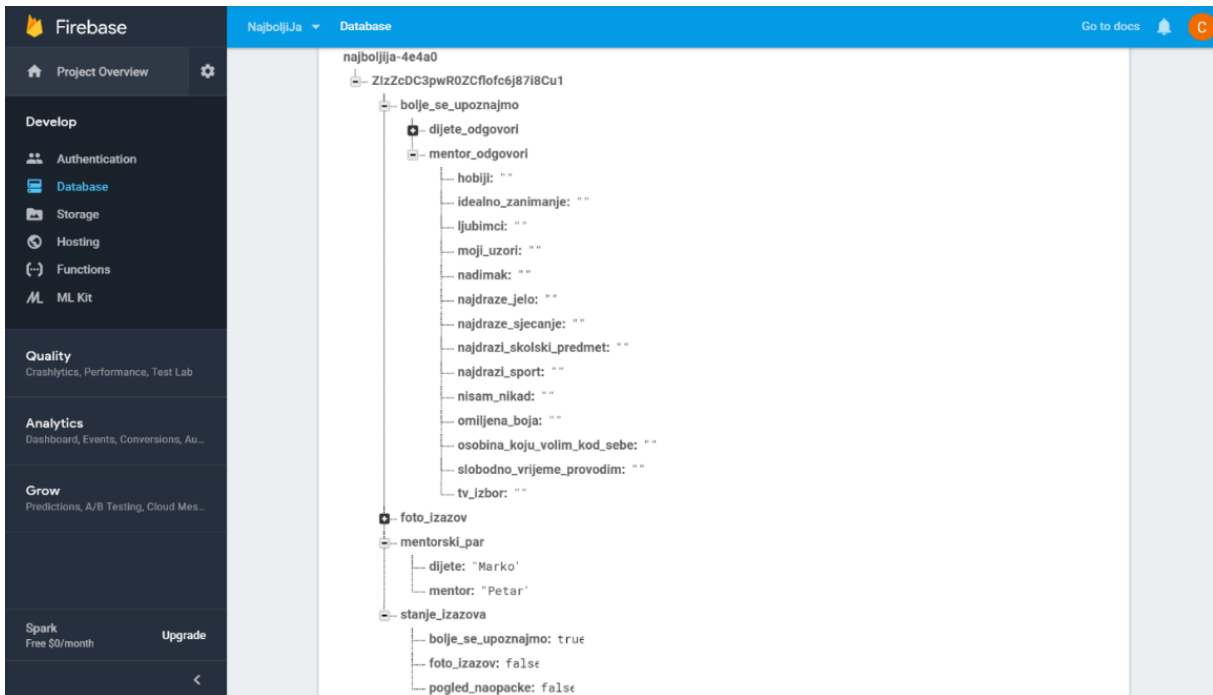 Firebase
NajboljiJa
Database
Go to docs
C
Project Overview
Develop
Authentication
Database
Storage
Hosting
Functions
ML Kit
Quality
Crashlytics, Performance, Test Lab
Analytics
Dashboard, Events, Conversions, Au...
Grow
Predictions, A/B Testing, Cloud Mes...
Spark
Free $0/month
Upgrade
najboljija-4e4a0
ZIzZcDC3pwR0ZCflofc6j87i8Cu1
bolje_se_upoznajmo
dijete_odgovori
mentor_odgovori
hobiji: ""
idealno_zanimanje: ""
ljubimci: ""
moji_uzori: ""
nadimak: ""
najdraze_jelo: ""
najdraze_sjecanje: ""
najdrazi_skolski_predmet: ""
najdrazi_sport: ""
nisam_nikad: ""
omiljena_boja: ""
osobina_koju_volim_kod_sebe: ""
slobodno_vrijeme_provodim: ""
tv_izbor: ""
foto_izazov
mentorski_par
dijete: "Marko'
mentor: "Petar'
stanje_izazova
bolje_se_upoznajmo: true
foto_izazov: false
pogled_naopacke: false